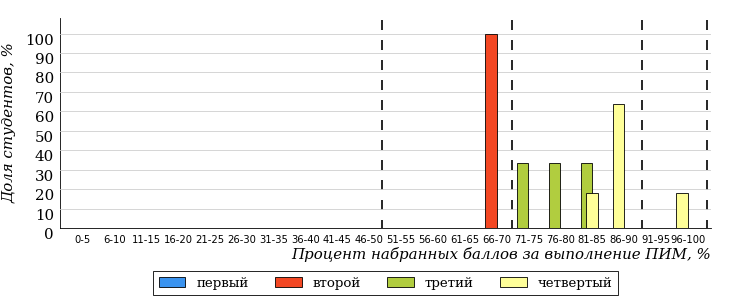 Доля студентов, %
100
90
80
70
60
50
40
30
20
10
0
0-5 6-10 11-15 16-20 21-25 26-30 31-35 36-40 41-45 46-50 51-55 56-60 61-65 66-70 71-75 76-80 81-85 86-90 91-95 96-100
Процент набранных баллов за выполнение ПИМ, %
первый второй третий четвертый